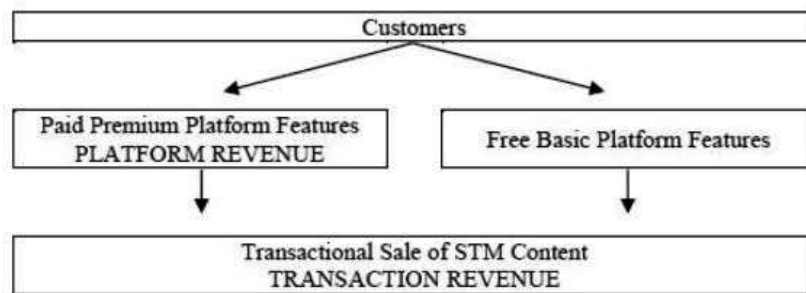 Customers
Paid Premium Platform Features
PLATFORM REVENUE
Free Basic Platform Features
Transactional Sale of STM Content
TRANSACTION REVENUE